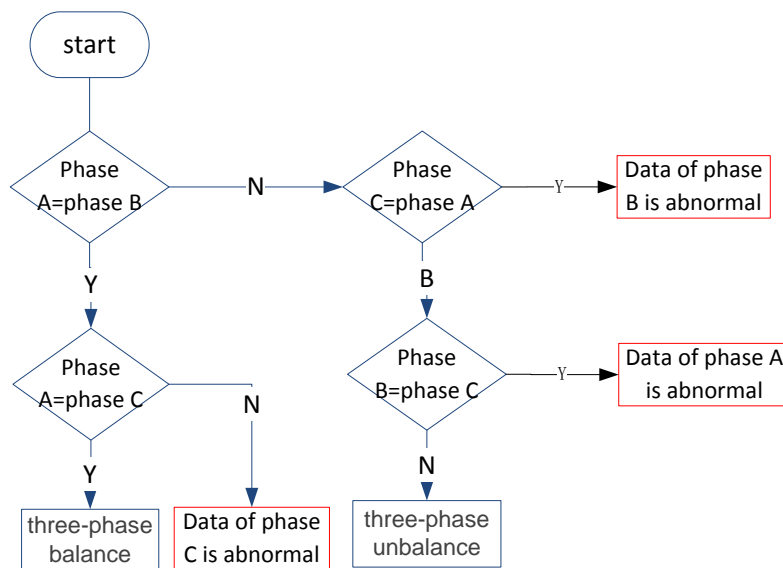 start
Phase
A=phase B
N
Phase
C=phase A
Y
Data of phase
B is abnormal
Y
B
Phase
A=phase C
N
Phase
B=phase C
Y
Data of phase A
is abnormal
Y
N
three-phase
balance
Data of phase
C is abnormal
three-phase
unbalance